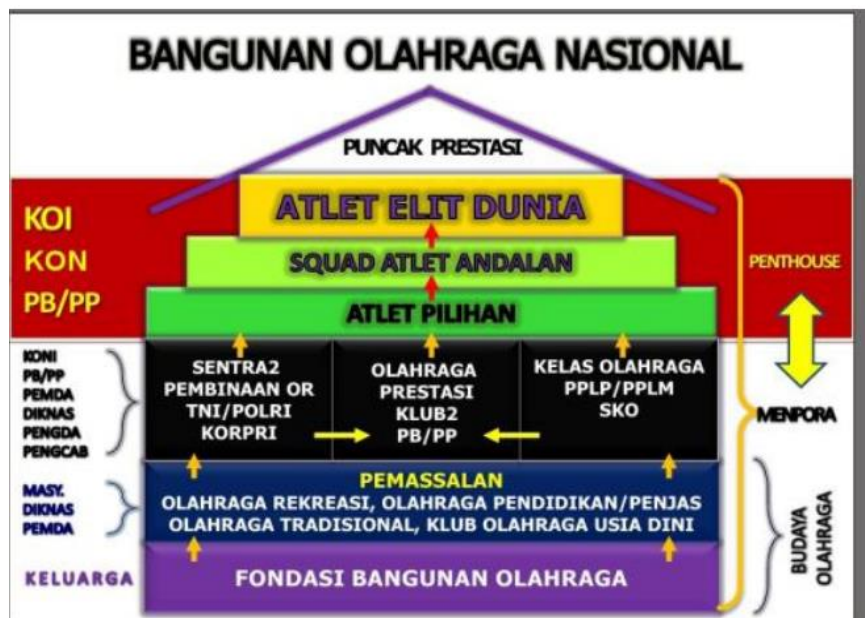 BANGUNAN OLAHRAGA NASIONAL
PUNCAK PRESTASI
KOI
KON
PB/PP
ATLET ELIT DUNIA
SQUAD ATLET ANDALAN
ATLET PILIHAN
PENTHOUSE
MENPORA
KONI
PB/PP
PEMDA
DIKNAS
PENGDA
PENGCAB
SENTRA2
PEMBINAAN OR
TNI/POLRI
KORPRI
OLAHRAGA
PRESTASI
KLUB2
PB/PP
KELAS OLAHRAGA
PPLP/PPLM
SKO
MASY.
DIKNAS
PEMDA
PEMASSALAN
OLAHRAGA REKREASI, OLAHRAGA PENDIDIKAN/PENJAS
OLAHRAGA TRADISIONAL, KLUB OLAHRAGA USIA DINI
BUDAYA
OLAHRAGA
KELUARGA
FONDASI BANGUNAN OLAHRAGA